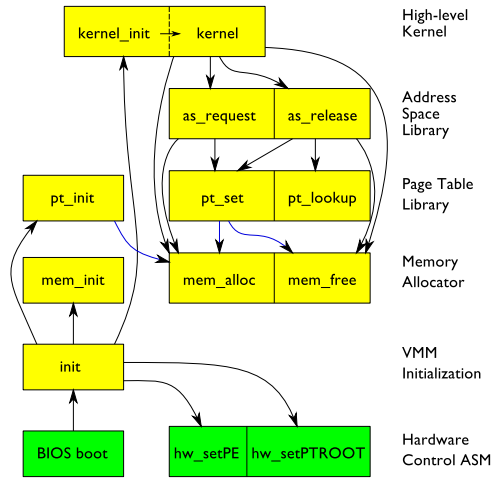 kernel_init kernel
High-level
Kernel
as_request as_release
Address
Space
Library
pt_init
pt_set pt_lookup
Page Table
Library
mem_init
mem_alloc mem_free
Memory
Allocator
init
VMM
Initialization
BIOS boot
hw_setPE hw_setPTROOT
Hardware
Control ASM